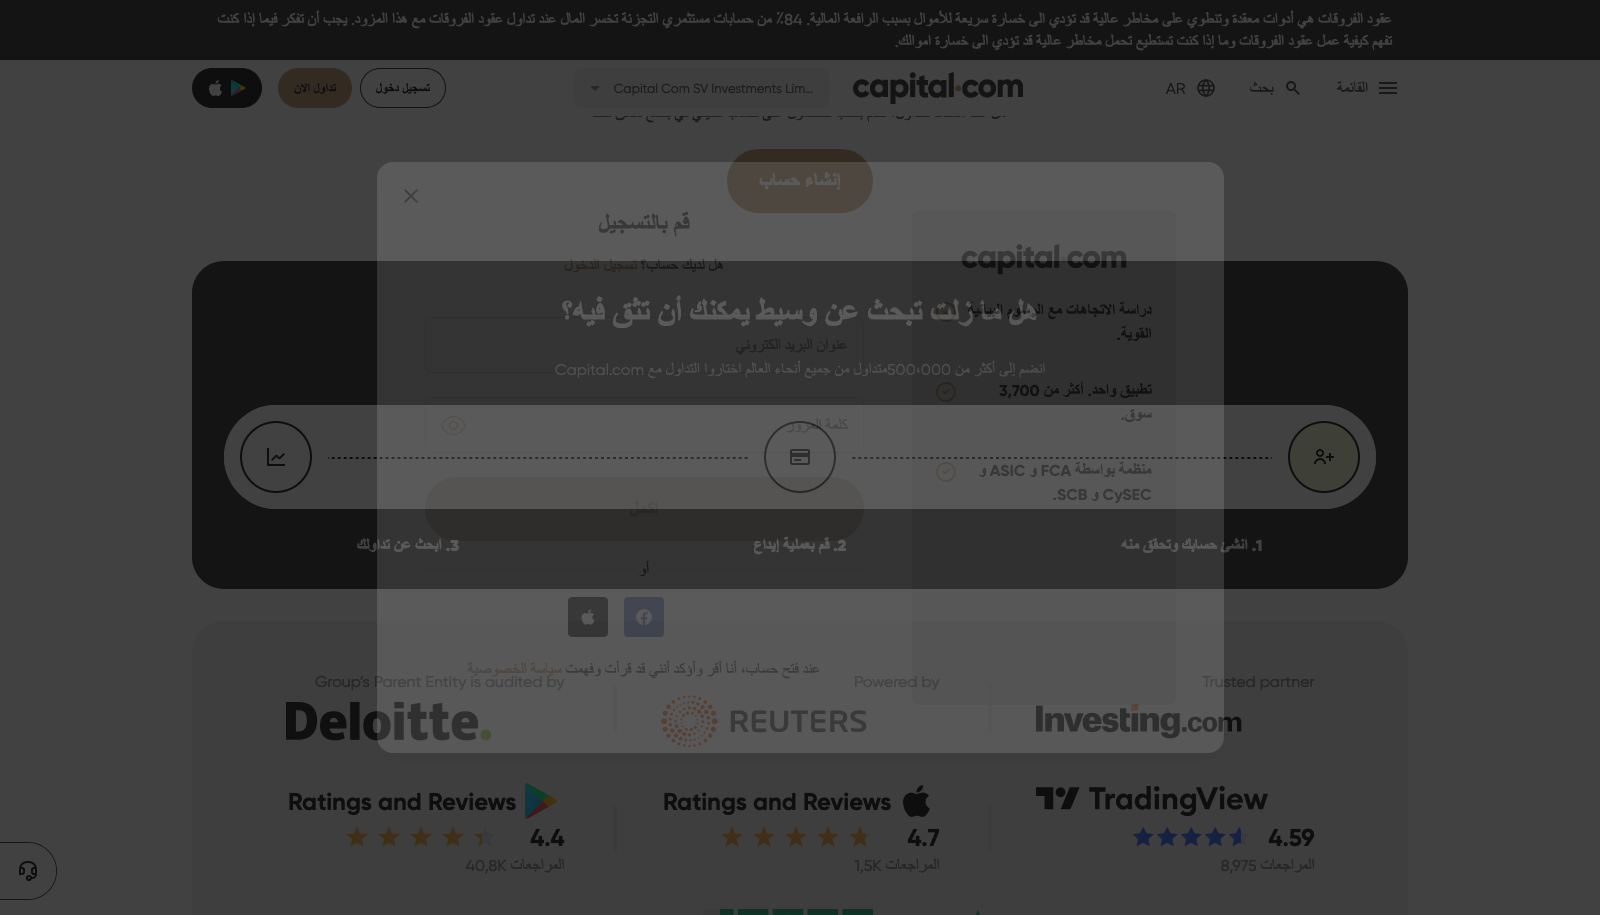 عقود الفروقات هي أدوات معقدة وتنطوي على مخاطر عالية قد تؤدي الى خسارة سريعة للأموال بسبب الرافعة المالية. 84٪ من حسابات مستثمري التجزئة تخسر المال عند تداول عقود الفروقات مع هذا المزود. يجب أن تفكر فيما إذا كنت
تفهم كيفية عمل عقود الفروقات وما إذا كنت تستطيع تحمل مخاطر عالية قد تؤدي الى خسارة اموالك.
القائمة
بحث
AR
capital.com
Capital Com SV Investments Lim...
تسجيل دخول
تداول الان
إنشاء حساب
قم بالتسجيل
هل لديك حساب؟ تسجيل الدخول
عنوان البريد الكتروني
كلمة المرور
اكمل
أو
عند فتح حساب، أنا أقر وأؤكد أنني قد قرأت وفهمت سياسة الخصوصية
capital.com
دراسة الاتجاهات مع الرسوم البيانية
القوية.
تطبيق واحد. أكثر من 3,700
سوق.
منظمة بواسطة FCA و ASIC و
CySEC و SCB.
هل ما زلت تبحث عن وسيط يمكنك أن تثق فيه؟
انضم إلى أكثر من 500،000متداول من جميع أنحاء العالم اختاروا التداول مع Capital.com
1. انشئ حسابك وتحقق منه
2. قم بعملية إيداع
3. ابحث عن تداولك
Trusted partner
Investing.com
Powered by
REUTERS
Group's Parent Entity is audited by
Deloitte.
TradingView
4.59
المراجعات 8,975
Ratings and Reviews
4.7
المراجعات 1,5K
Ratings and Reviews
4.4
المراجعات 40,8K